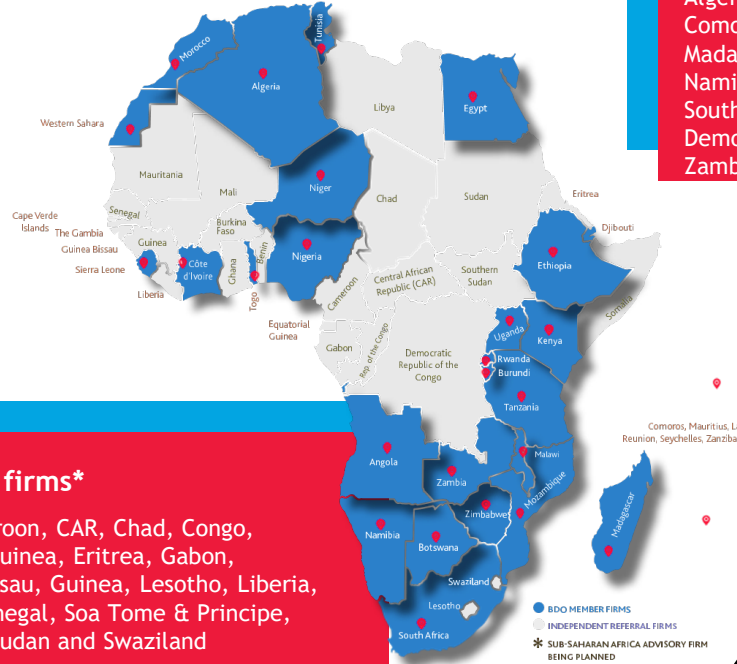 Alger
Como
Mada
Nami
South
Demo
Zamb
Tunisia
Morocco
Algeria
Libya
Egypt
Western Sahara
Mauritania
Mali
Niger
Chad
Sudan
Eritrea
Cape Verde
Islands
Senegal
The Gambia
Guinea Bissau
Guinea
Burkina
Faso
Benin
Nigeria
Djibouti
Sierra Leone
Côte
d'Ivoire
Ghana
Togo
Liberia
Cameroon
Central African
Republic (CAR)
Southern
Sudan
Ethiopia
Somalia
Equatorial
Guinea
Gabon
Rep. of the Congo
Democratic
Republic of the
Congo
Uganda
Kenya
Rwanda
Burundi
Tanzania
Comoros, Mauritius, La
Reunion, Seychelles, Zanziba
Angola
Zambia
Malawi
Mozambique
Zimbabwe
Madagascar
Namibia
Botswana
Swaziland
Lesotho
South Africa
firms*
roon, CAR, Chad, Congo,
uinea, Eritrea, Gabon,
sau, Guinea, Lesotho, Liberia,
negal, Soa Tome & Principe,
udan and Swaziland
BDO MEMBER FIRMS
INDEPENDENT REFERRAL FIRMS
* SUB-SAHARAN AFRICA ADVISORY FIRM
BEING PLANNED